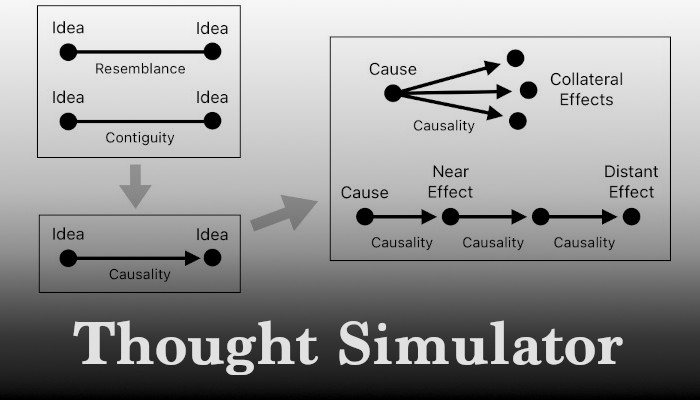 Idea Idea
Resemblance
Idea Idea
Contiguity
Idea Idea
Causality
Cause
Collateral
Effects
Causality
Near
Effect
Distant
Effect
Cause
Causality Causality Causality
Thought Simulator